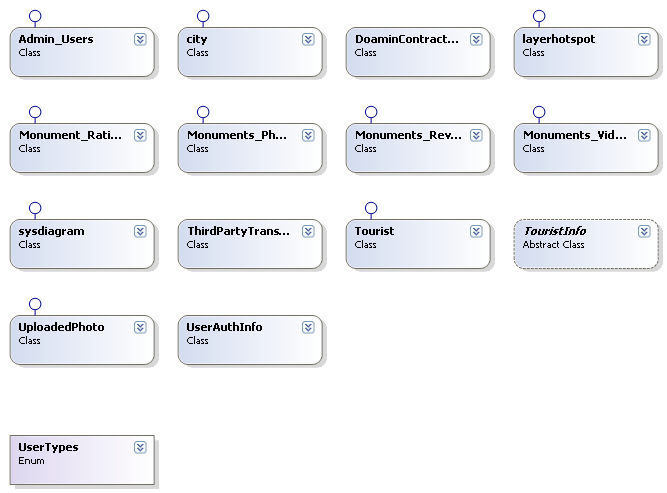 Admin_Users
Class
city
Class
DoaminContract...
Class
layerhotspot
Class
Monument_Rati...
Class
Monuments_Ph...
Class
Monuments_Rev...
Class
Monuments_Vid...
Class
sysdiagram
Class
ThirdPartyTrans...
Class
Tourist
Class
TouristInfo
Abstract Class
UploadedPhoto
Class
UserAuthInfo
Class
UserTypes
Enum